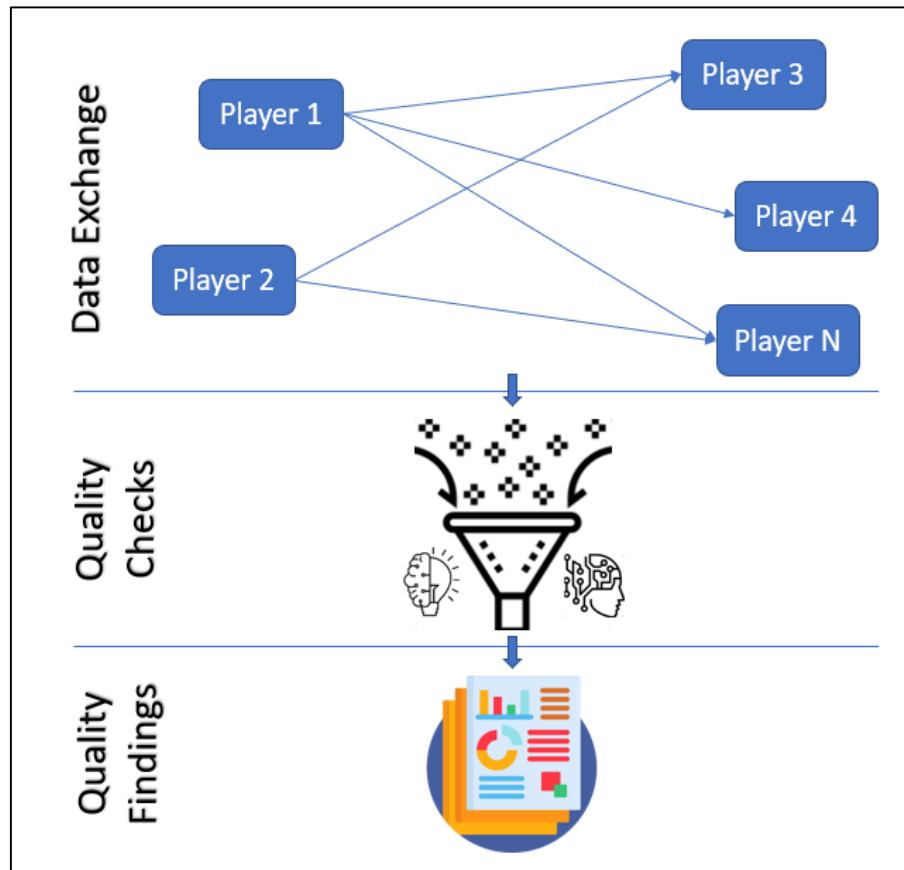 Data Exchange
Player 1
Player 3
Player 4
Player 2
Player N
Quality
Checks
Quality
Findings